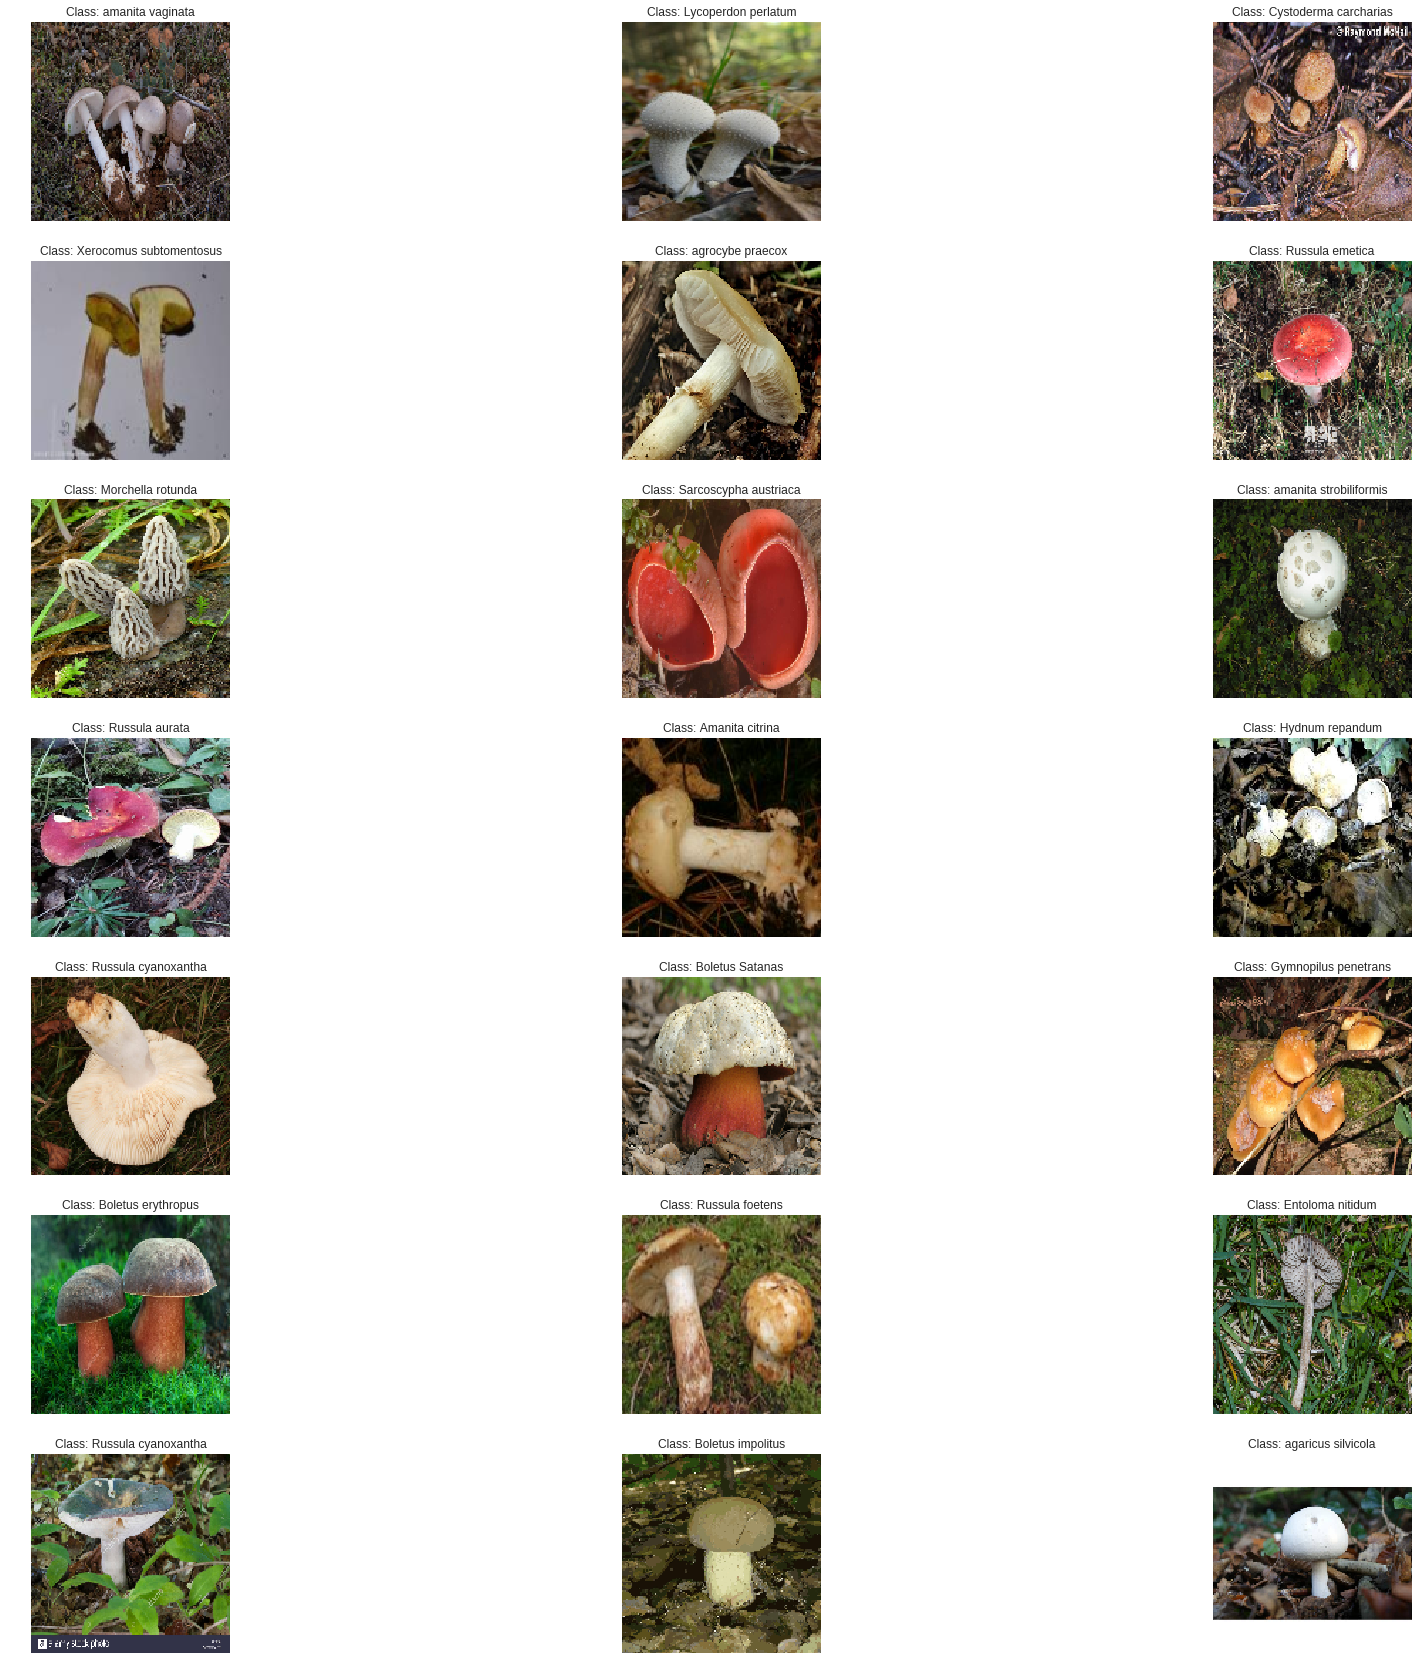 Class: amanita vaginata
Class: Lycoperdon perlatum
Class: Cystoderma carcharias
Class: Xerocomus subtomentosus
Class: agrocybe praecox
Class: Russula emetica
Class: Morchella rotunda
Class: Sarcoscypha austriaca
Class: amanita strobiliformis
Class: Russula aurata
Class: Amanita citrina
Class: Hydnum repandum
Class: Russula cyanoxantha
Class: Boletus Satanas
Class: Gymnopilus penetrans
Class: Boletus erythropus
Class: Russula foetens
Class: Entoloma nitidum
Class: Russula cyanoxantha
Class: Boletus impolitus
Class: agaricus silvicola
stock photo